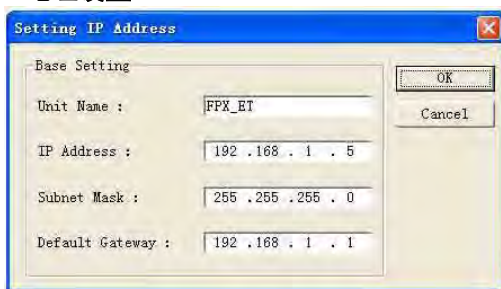 Setting IP Address
Base Setting
Unit Name : FPX_ET
IP Address : 192 .168 . 1 . 5
Subnet Mask : 255 .255 .255 . 0
Default Gateway : 192 .168 . 1 . 1
OK
Cancel